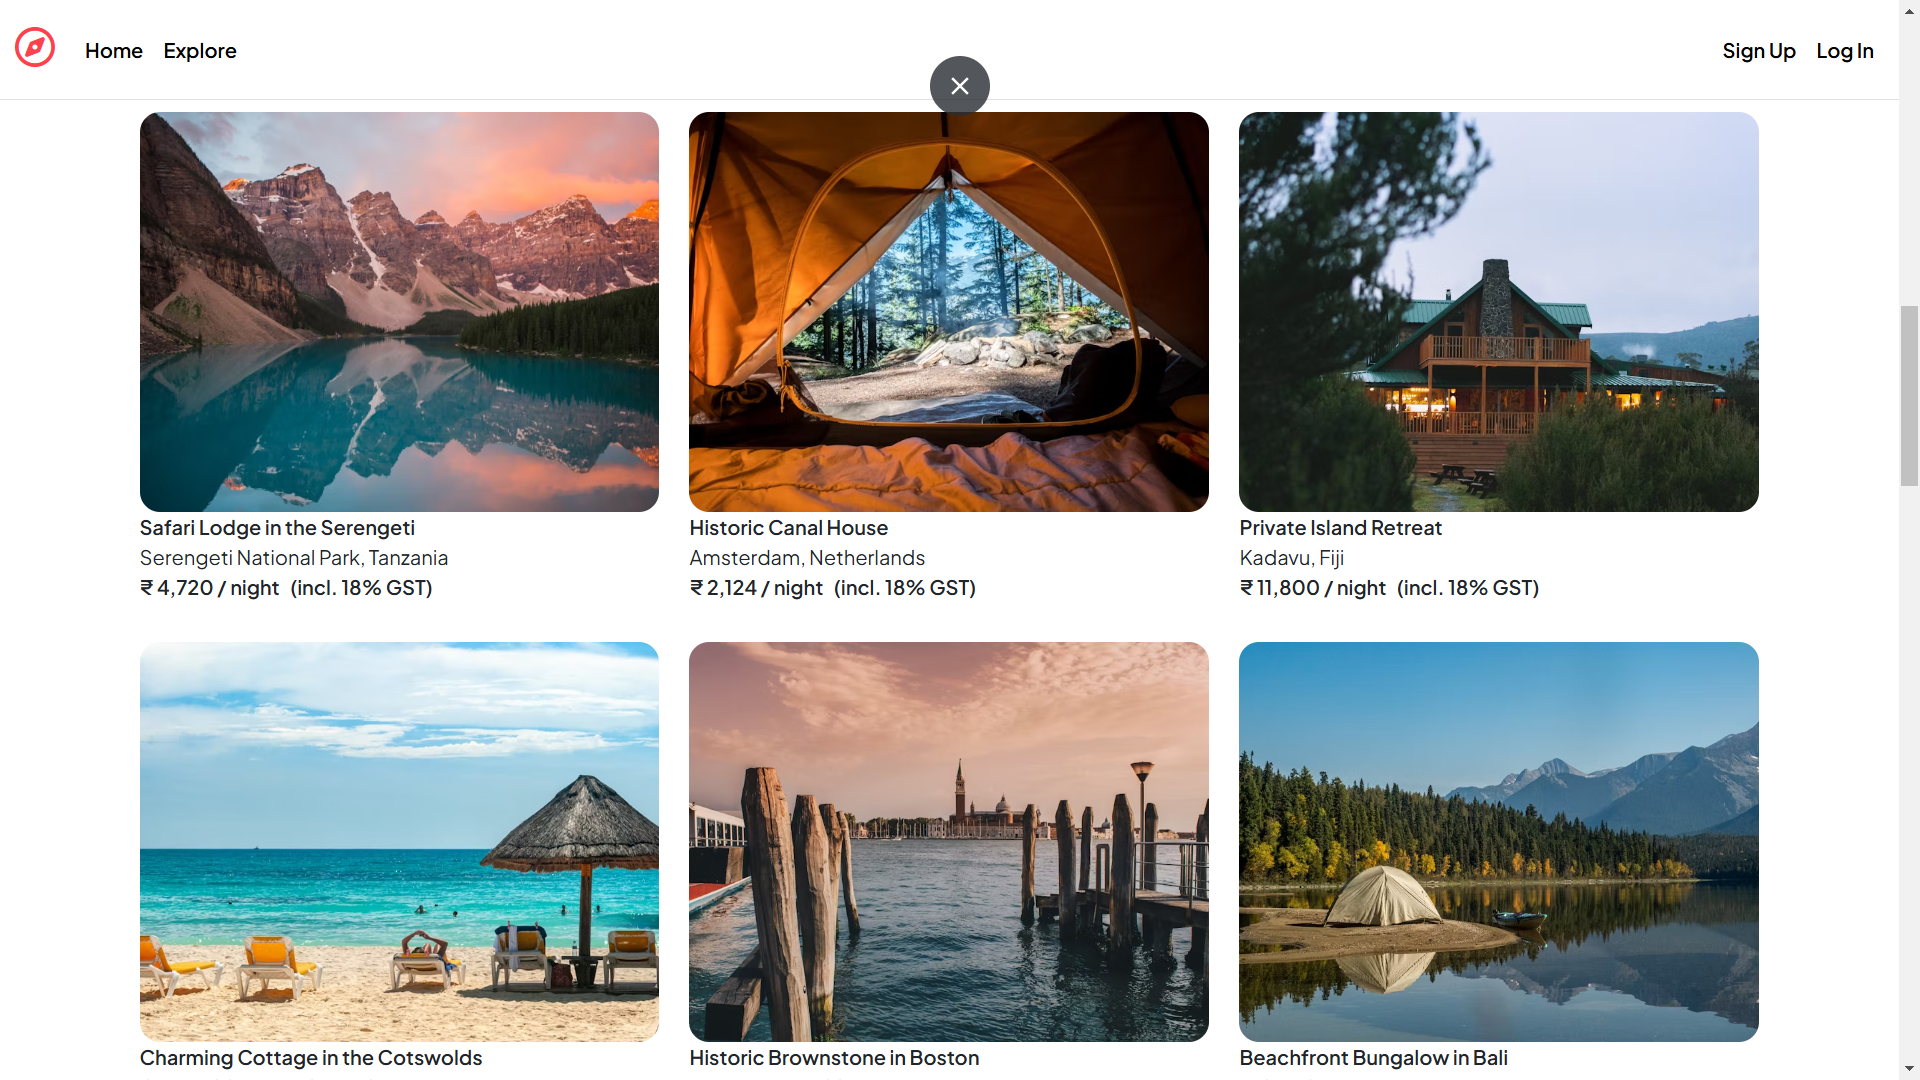 Home Explore Sign Up Log In
Safari Lodge in the Serengeti
Serengeti National Park, Tanzania
₹ 4,720 / night (incl. 18% GST)
Historic Canal House
Amsterdam, Netherlands
₹ 2,124 / night (incl. 18% GST)
Private Island Retreat
Kadavu, Fiji
₹ 11,800 / night (incl. 18% GST)
Charming Cottage in the Cotswolds
Historic Brownstone in Boston
Beachfront Bungalow in Bali